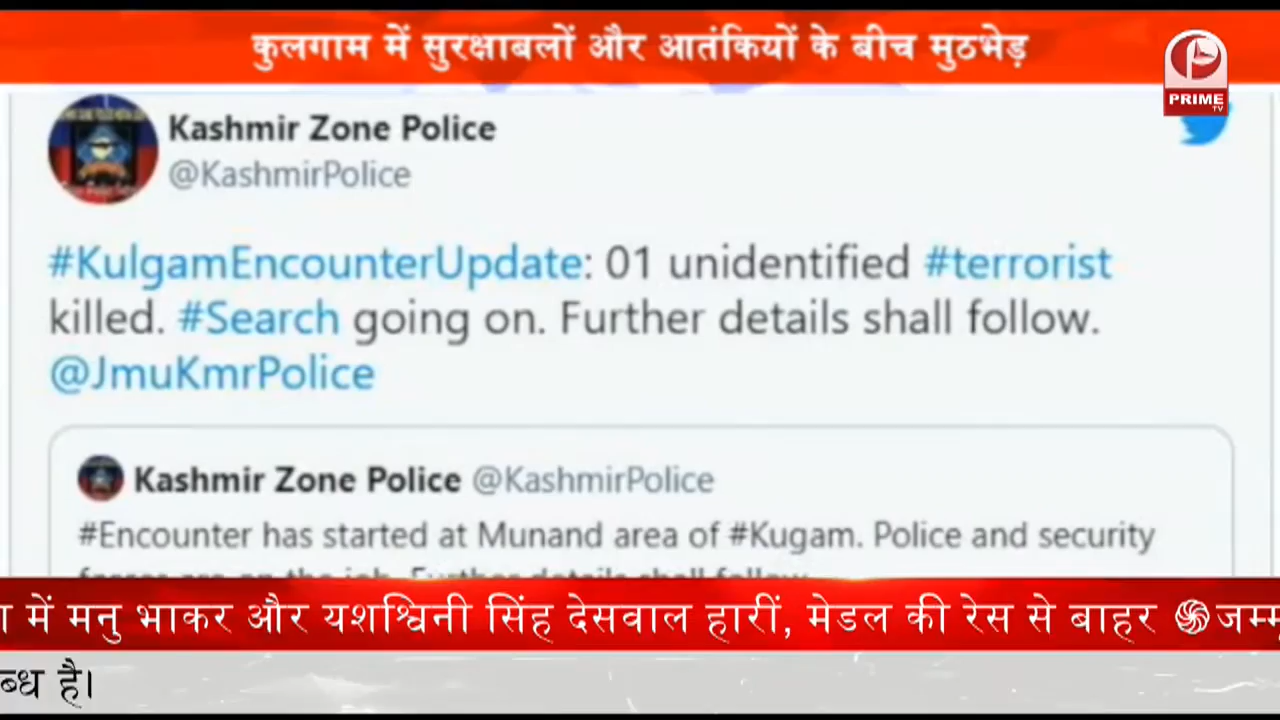 कुलगाम में सुरक्षाबलों और आतंकियों के बीच मुठभेड़
PRIME
TV
Kashmir Zone Police
@KashmirPolice
#KulgamEncounterUpdate: 01 unidentified #terrorist
killed. #Search going on. Further details shall follow.
@JmuKmrPolice
Kashmir Zone Police @KashmirPolice
#Encounter has started at Munand area of #Kugam. Police and security
में मनु भाकर और यशश्विनी सिंह देसवाल हारीं, मेडल की रेस से बाहर
ब्ध है।